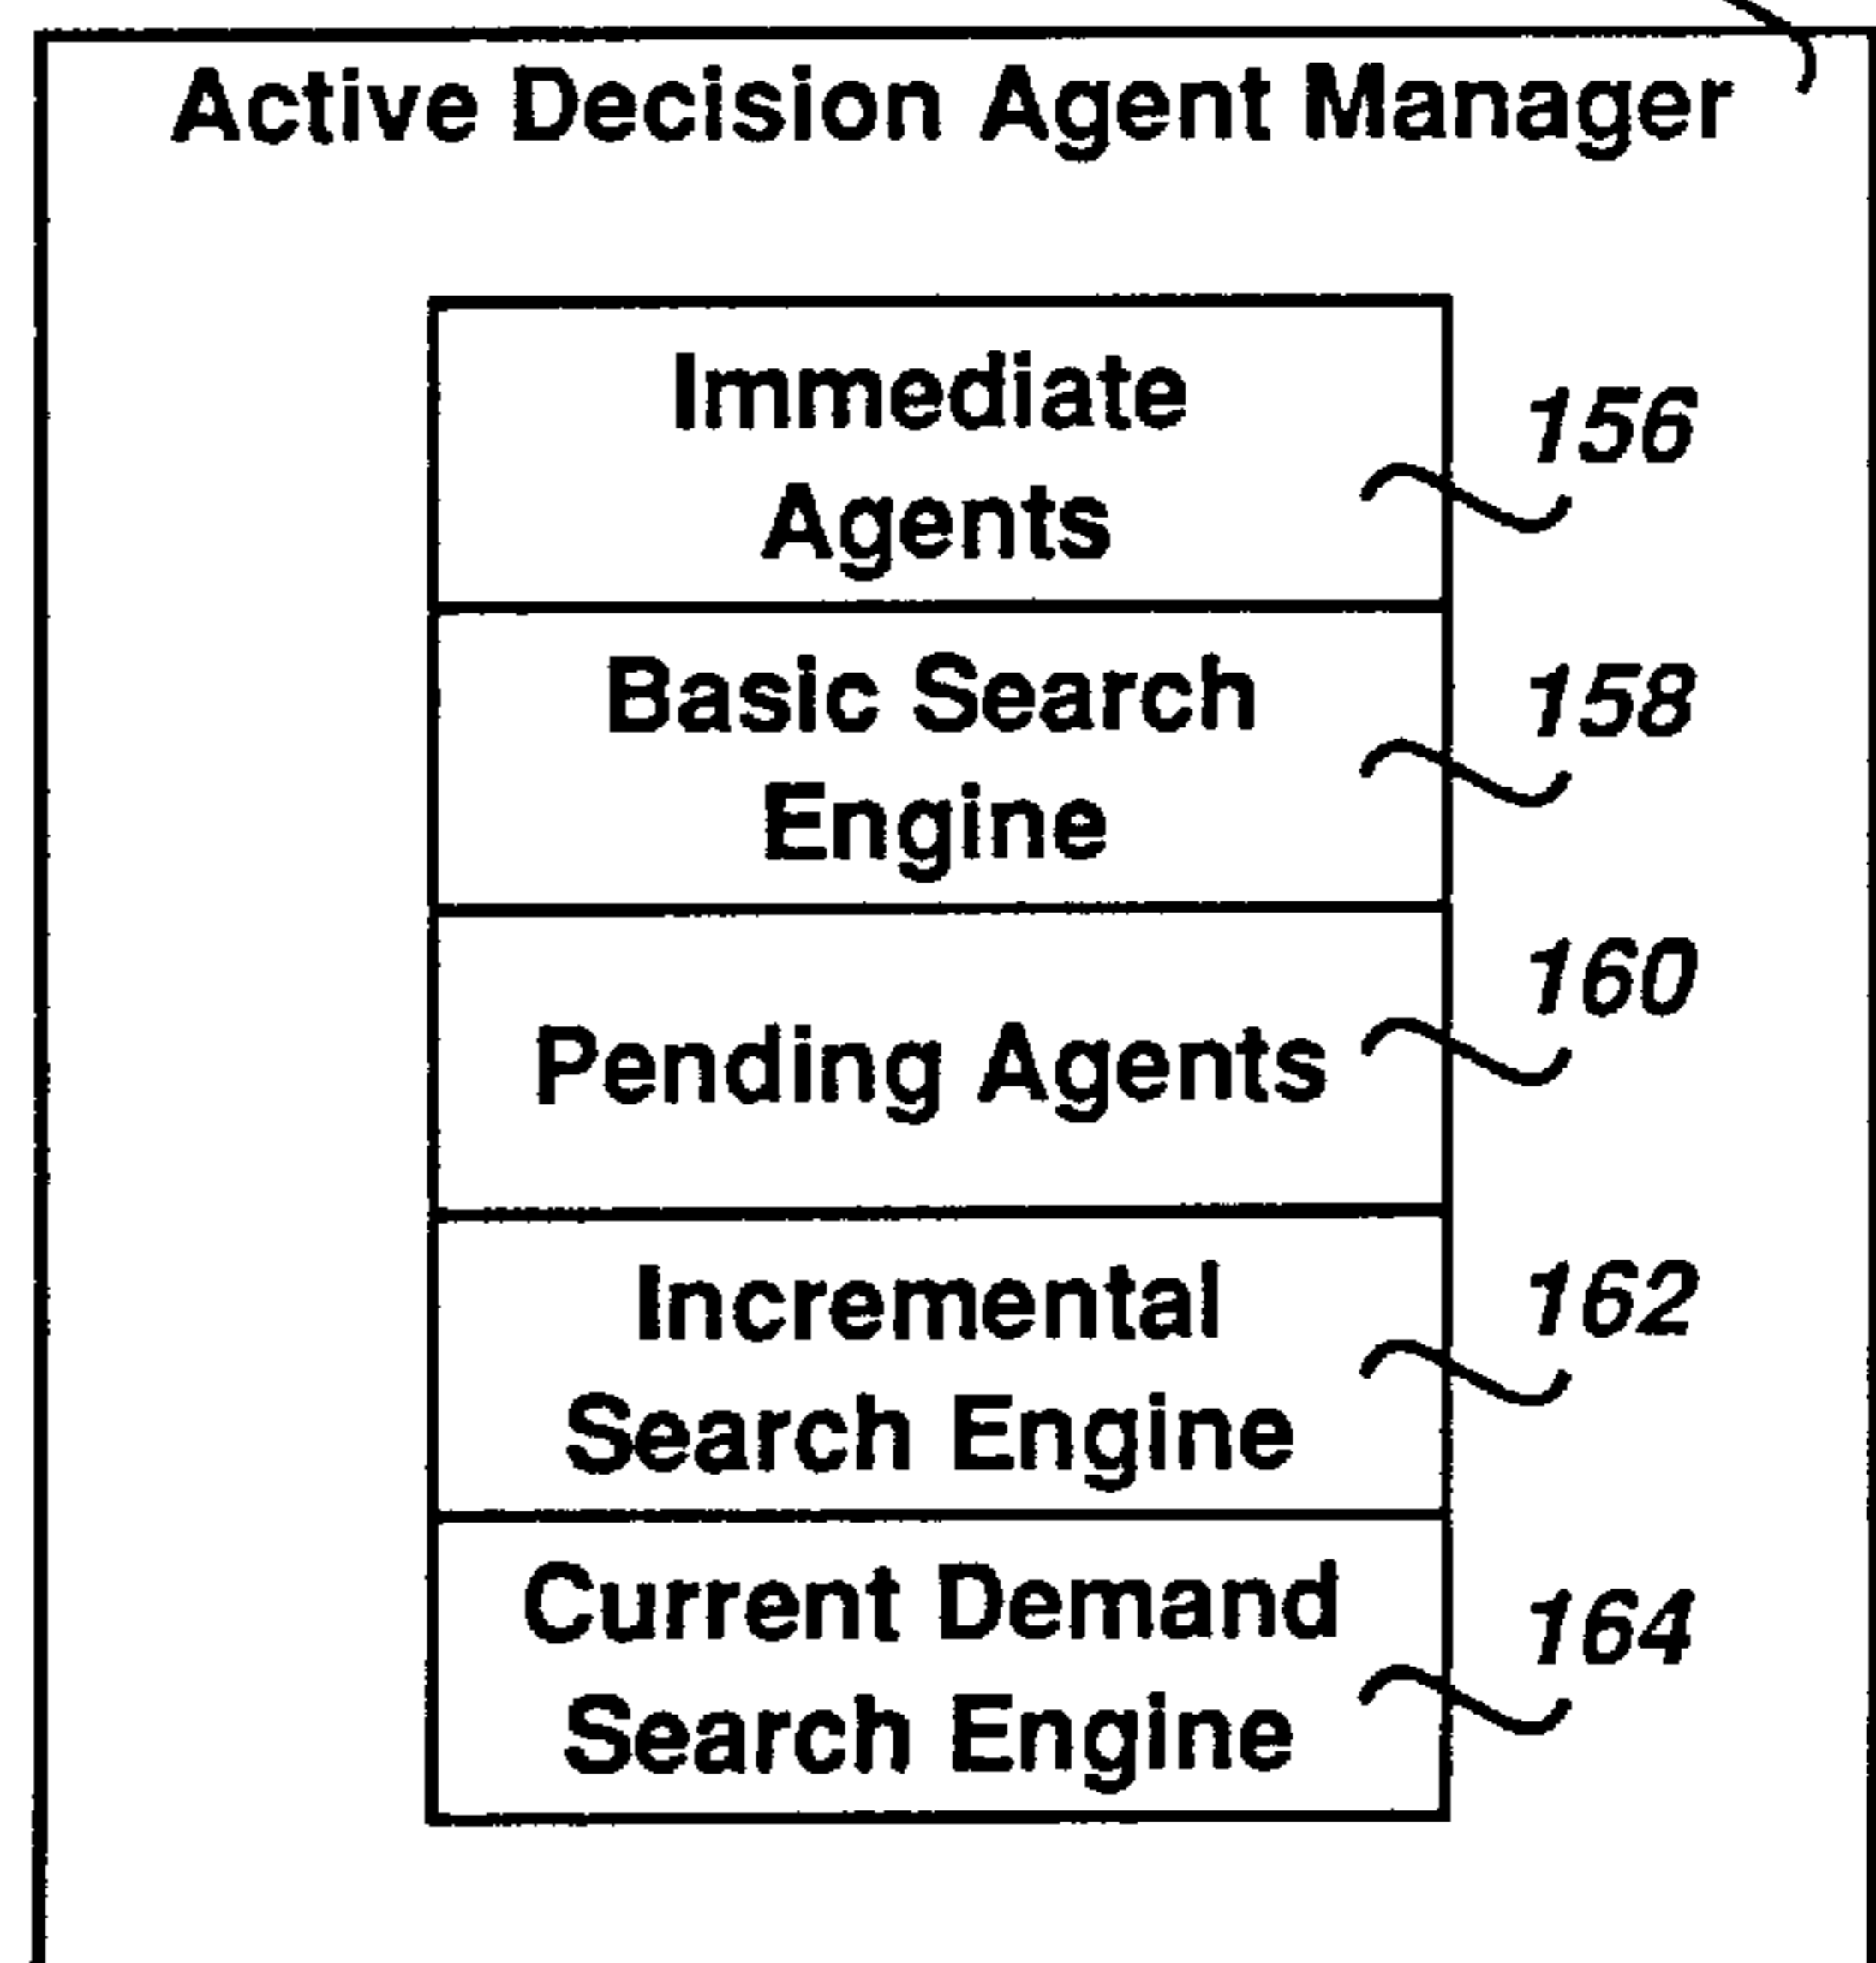 Active Decision Agent Manager
Immediate
Agents
156
Basic Search
Engine
158
Pending Agents
160
Incremental
Search Engine
162
Current Demand
Search Engine
164